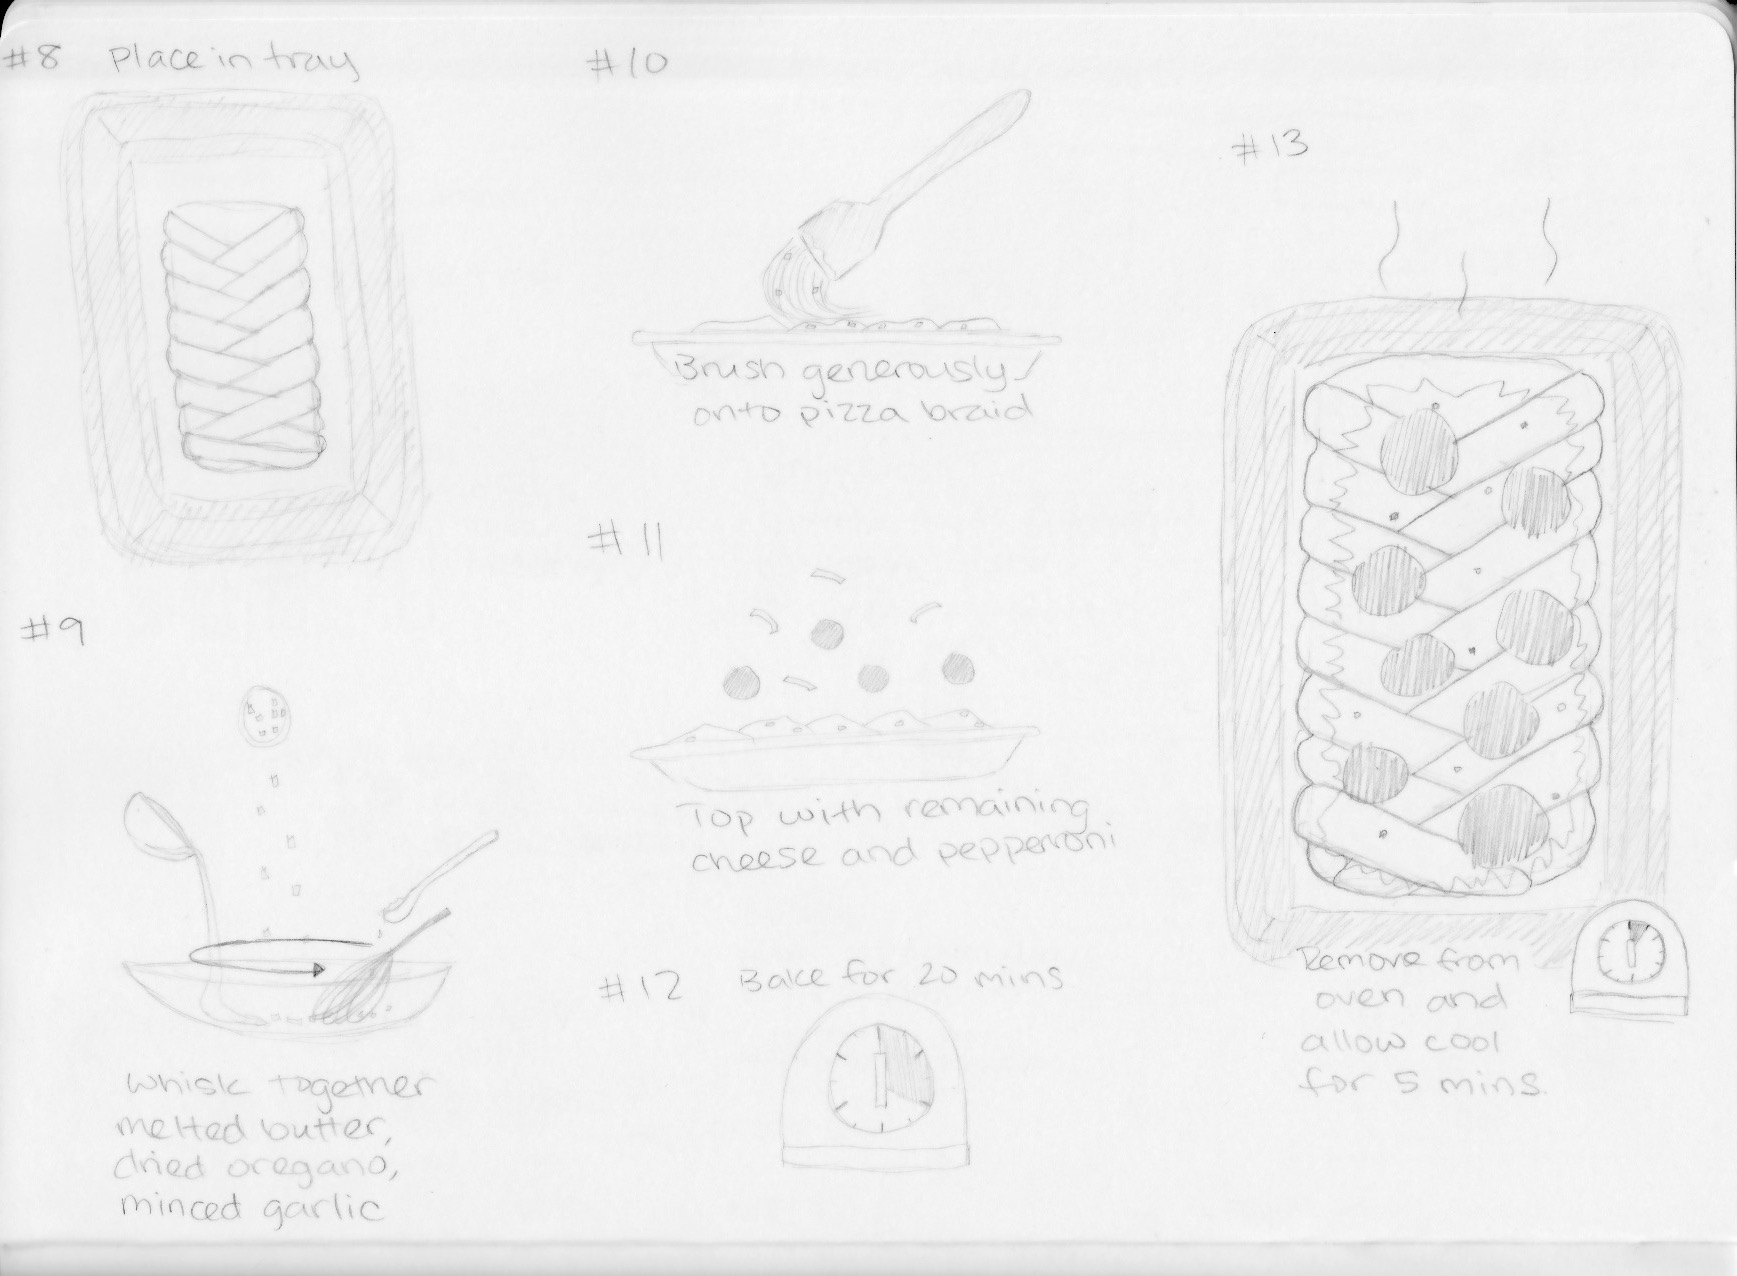 #8 Place in tray
#9
Whisk together
melted butter,
dried oregano,
minced garlic
#10
Brush generously
onto pizza braid
#11
Top with remaining
cheese and pepperoni
#12 Bake for 20 mins
#13
Remove from
oven and
allow cool
for 5 mins.